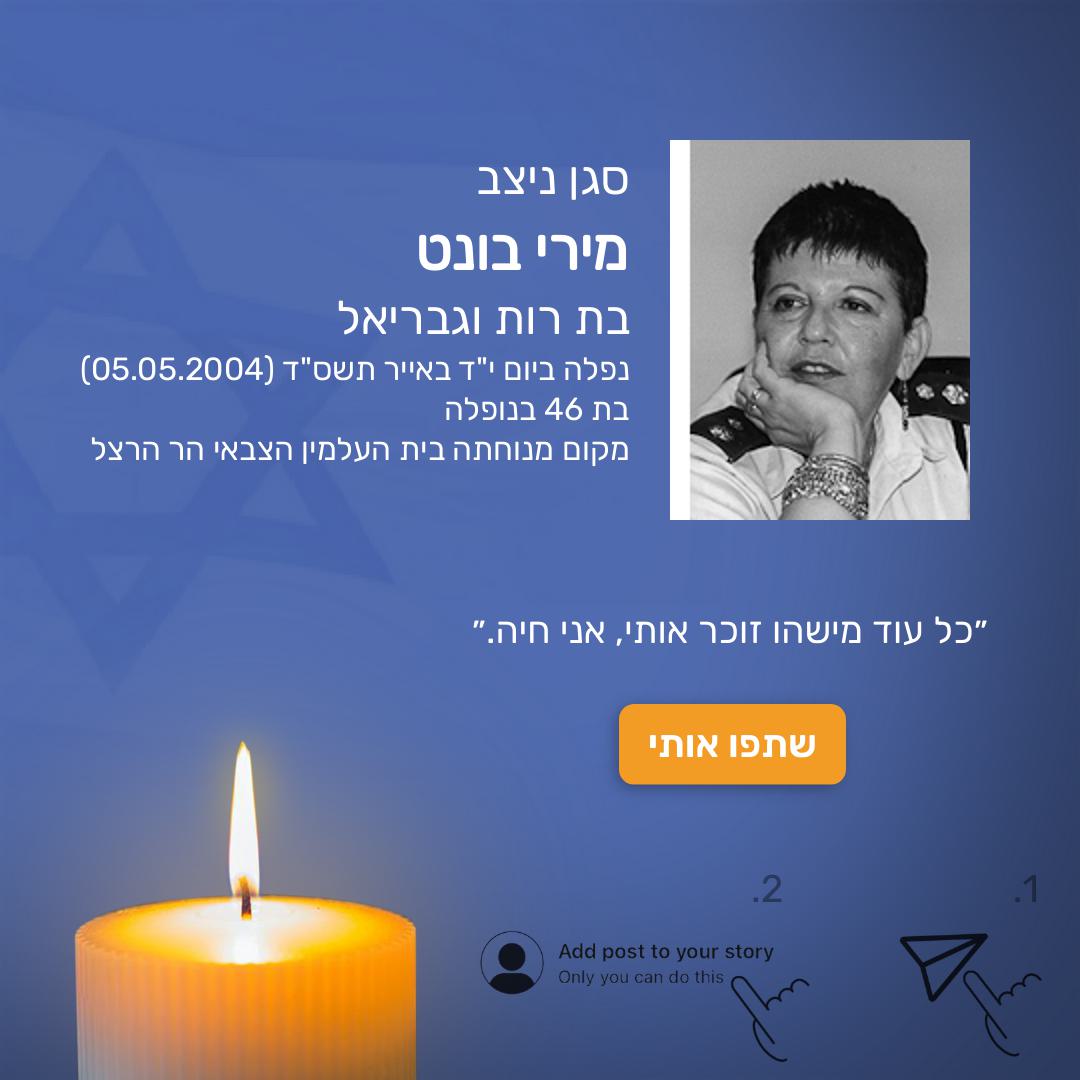 סגן ניצב
מירי בונט
בת רות וגבריאל
נפלה ביום י"ד באייר תשס"ד (05.05.2004)
בת 46 בנופלה
מקום מנוחתה בית העלמין הצבאי הר הרצל
"כל עוד מישהו זוכר אותי, אני חיה."
שתפו אותי
1.
2.
Add post to your story
Only you can do this